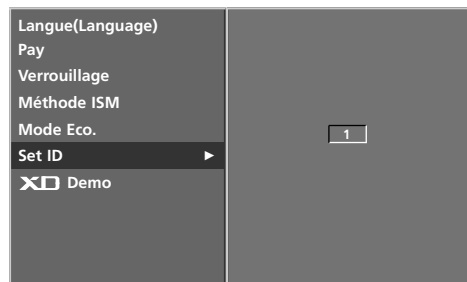 Langue(Language)
Pay
Verrouillage
Méthode ISM
Mode Eco.
Set ID ►
1
XD Demo